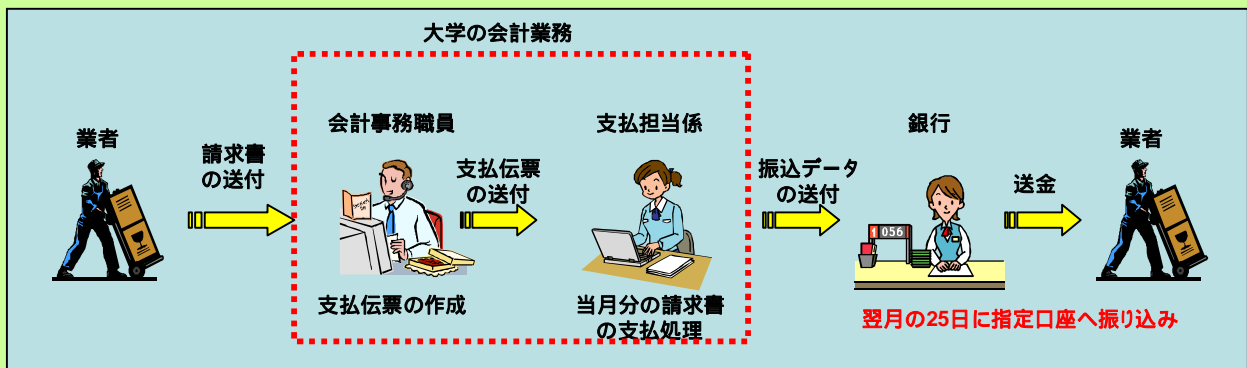 大学の会計業務
業者
請求書
の送付
会計事務職員
支払伝票の作成
支払伝票
の送付
支払担当係
当月分の請求書
の支払処理
振込データ
の送付
銀行
1 056
翌月の25日に指定口座へ振り込み
送金
業者